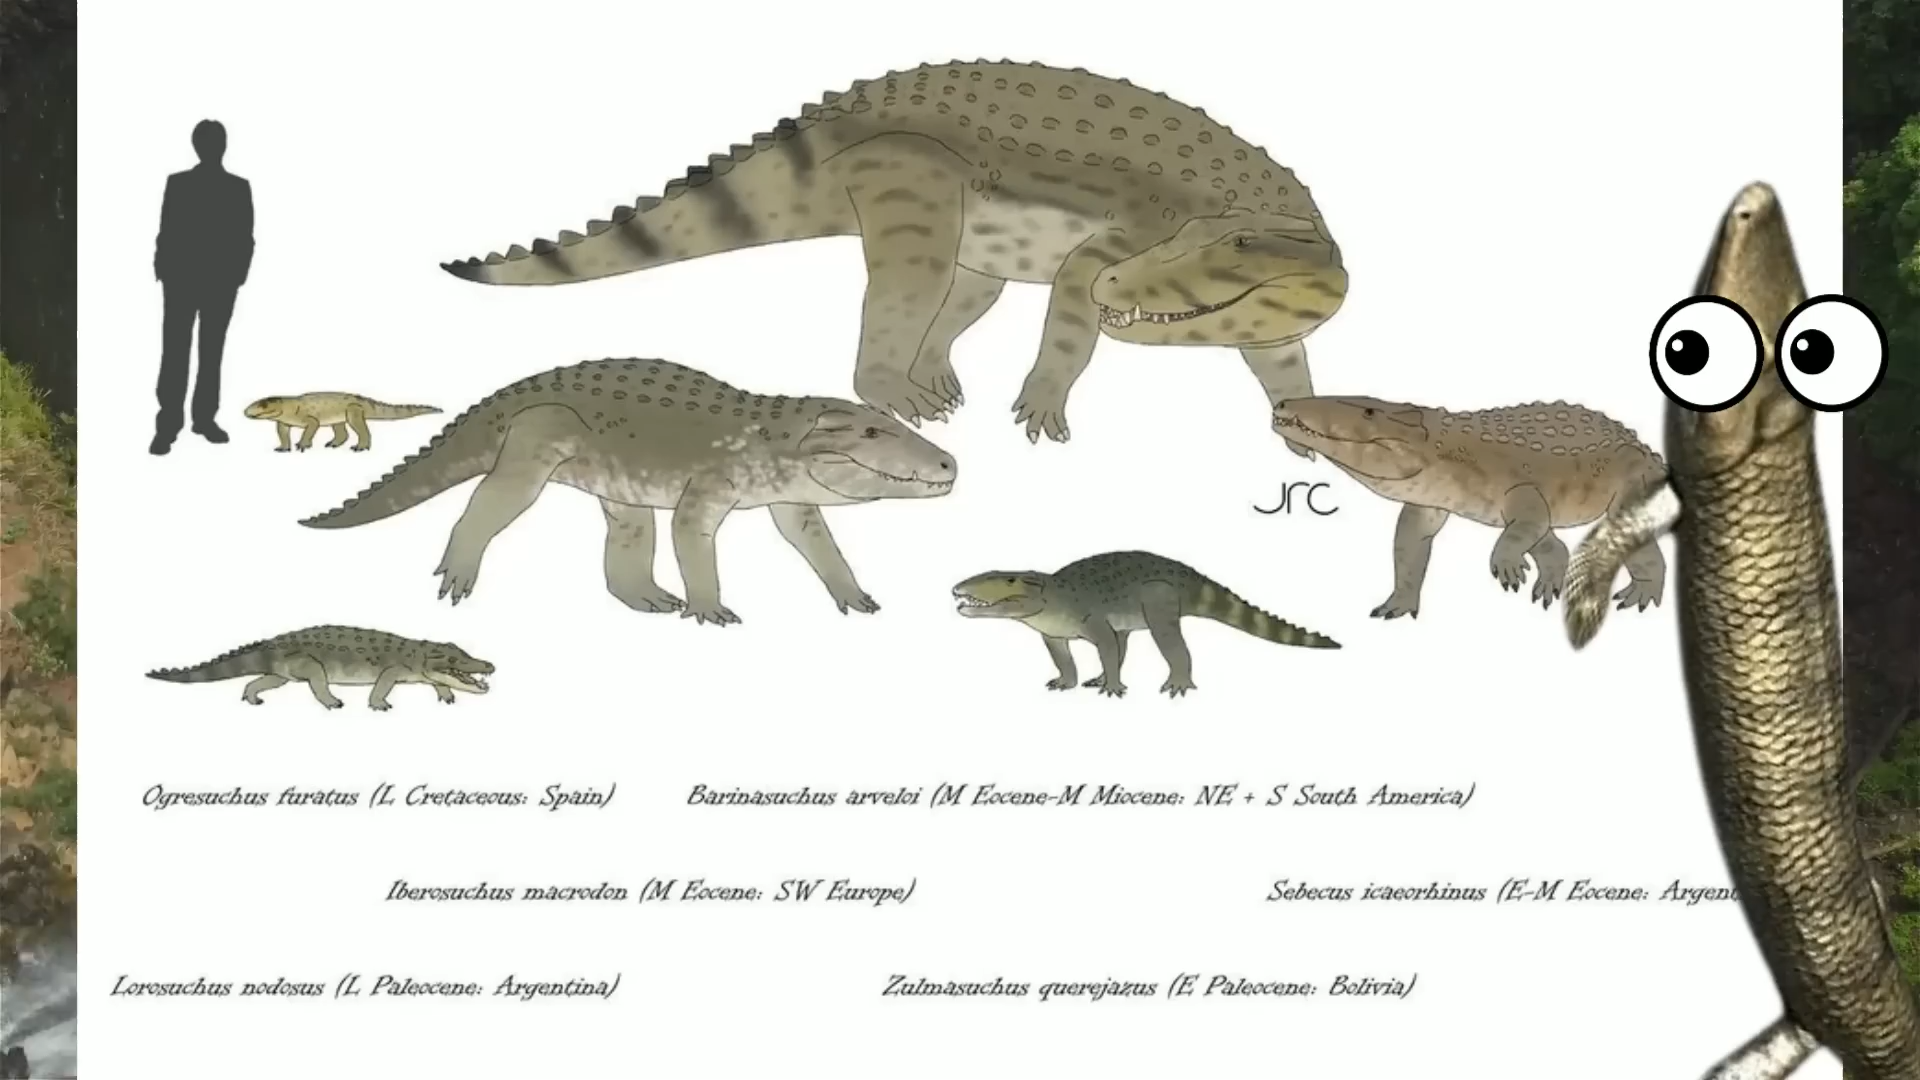 JrC
Ogresuchus furatus (L Cretaceous: Spain)
Barinasuchus arveloi (M Eocene-M Miocene: NE + S South America)
Iberosuchus macrodon (M Eocene: SW Europe)
Sebecus icaeorhinus (E-M Eocene: Argent
Lorosuchus nodosus (L Paleocene: Argentina)
Zulmasuchus querejazus (E Paleocene: Bolivia)